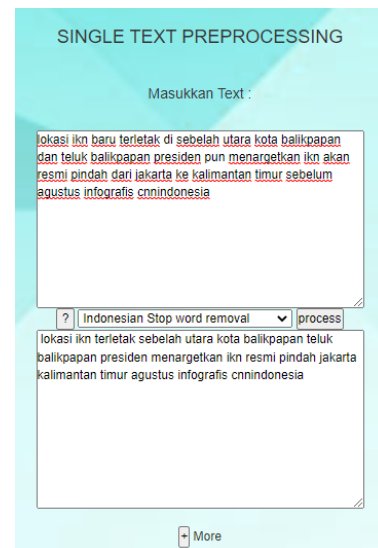 SINGLE TEXT PREPROCESSING
Masukkan Text :
lokasi ikn baru terletak di sebelah utara kota balikpapan
dan teluk balikpapan presiden pun menargetkan ikn akan
resmi pindah dari jakarta ke kalimantan timur sebelum
agustus infografis cnnindonesia
? Indonesian Stop word removal process
lokasi ikn terletak sebelah utara kota balikpapan teluk
balikpapan presiden menargetkan ikn resmi pindah jakarta
kalimantan timur agustus infografis cnnindonesia
+ More